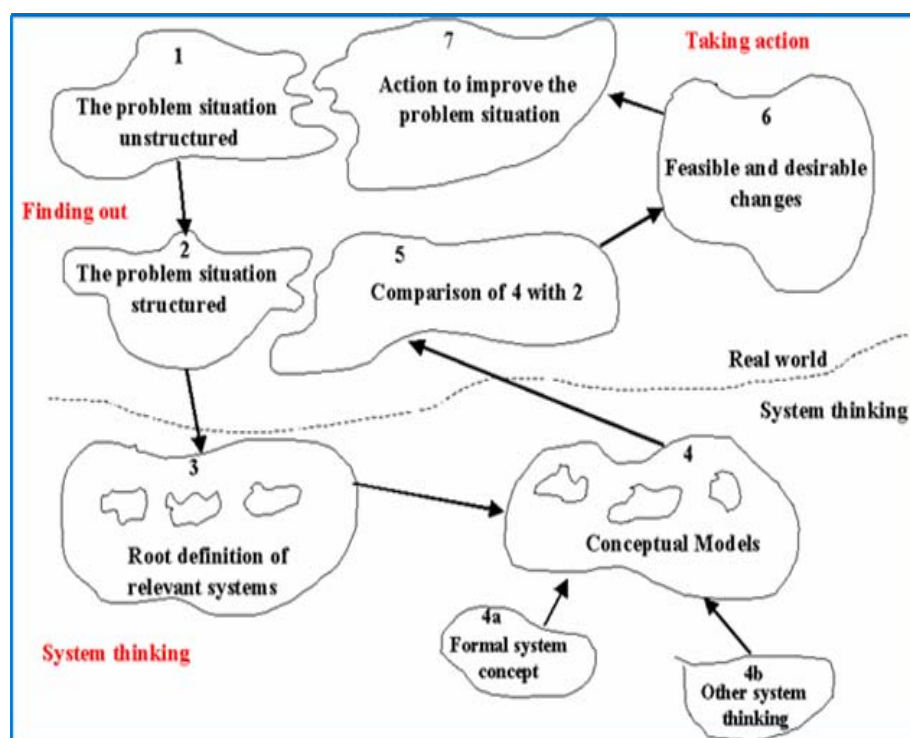 1
The problem situation
unstructured
7
Action to improve the
problem situation
Taking action
6
Feasible and desirable
changes
Finding out
2
The problem situation
structured
5
Comparison of 4 with 2
Real world
System thinking
3
Root definition of
relevant systems
4
Conceptual Models
4a
Formal system
concept
4b
Other system
thinking
System thinking